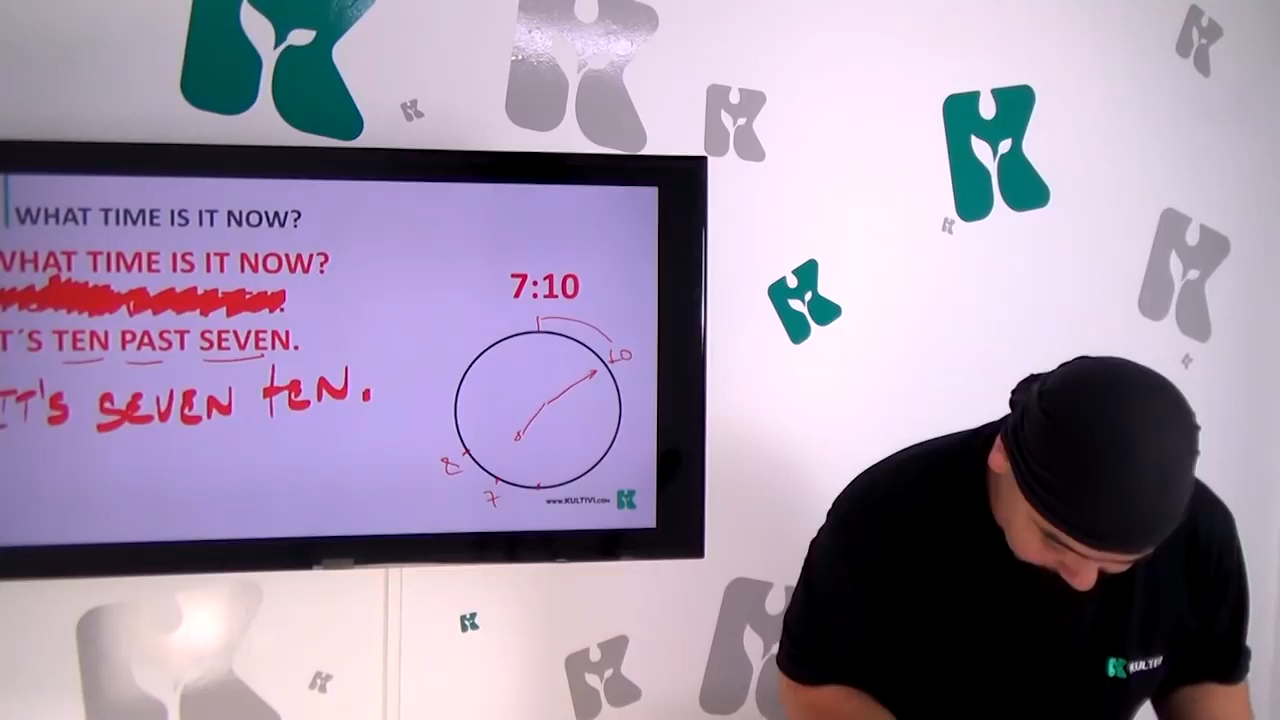 WHAT TIME IS IT NOW?
WHAT TIME IS IT NOW?
T´S TEN PAST SEVEN.
IT'S SEVEN TEN.
7:10
10
8
7
www.KULTIVI.com
KULTIVI